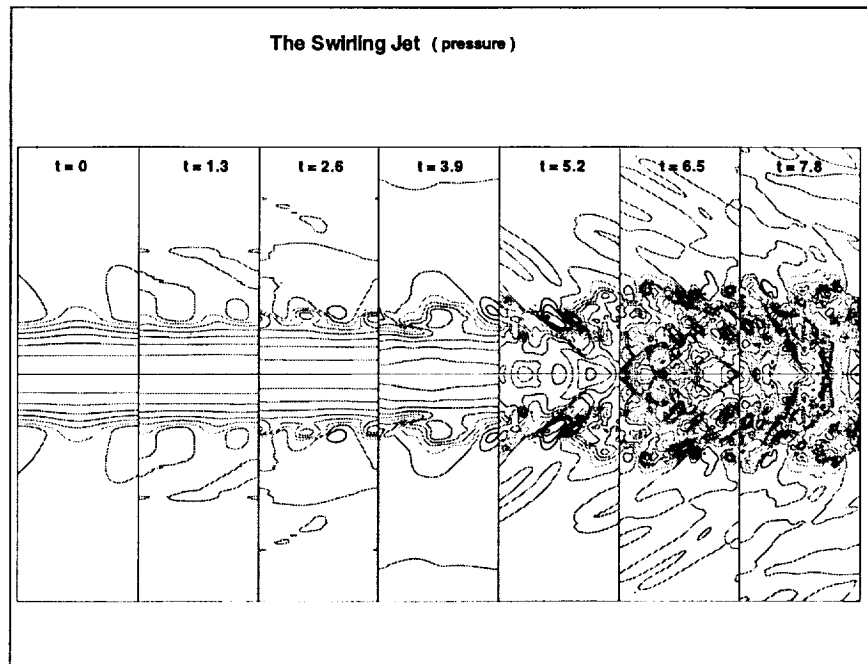 The Swirling Jet ( pressure )
t = 0 t = 1.3 t = 2.6 t = 3.9 t = 5.2 t = 6.5 t = 7.8